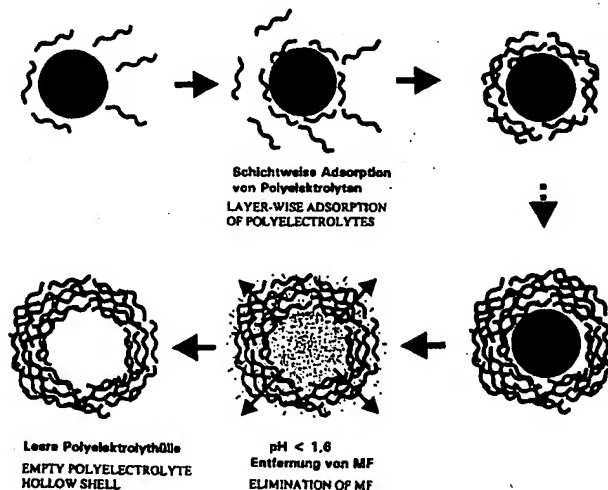 Schichtweise Adsorption
von Polyelektrolyten
LAYER-WISE ADSORPTION
OF POLYELECTROLYTES
Leere Polyelektrolythülle
EMPTY POLYELECTROLYTE
HOLLOW SHELL
pH < 1,6
Entfernung von MF
ELIMINATION OF MF